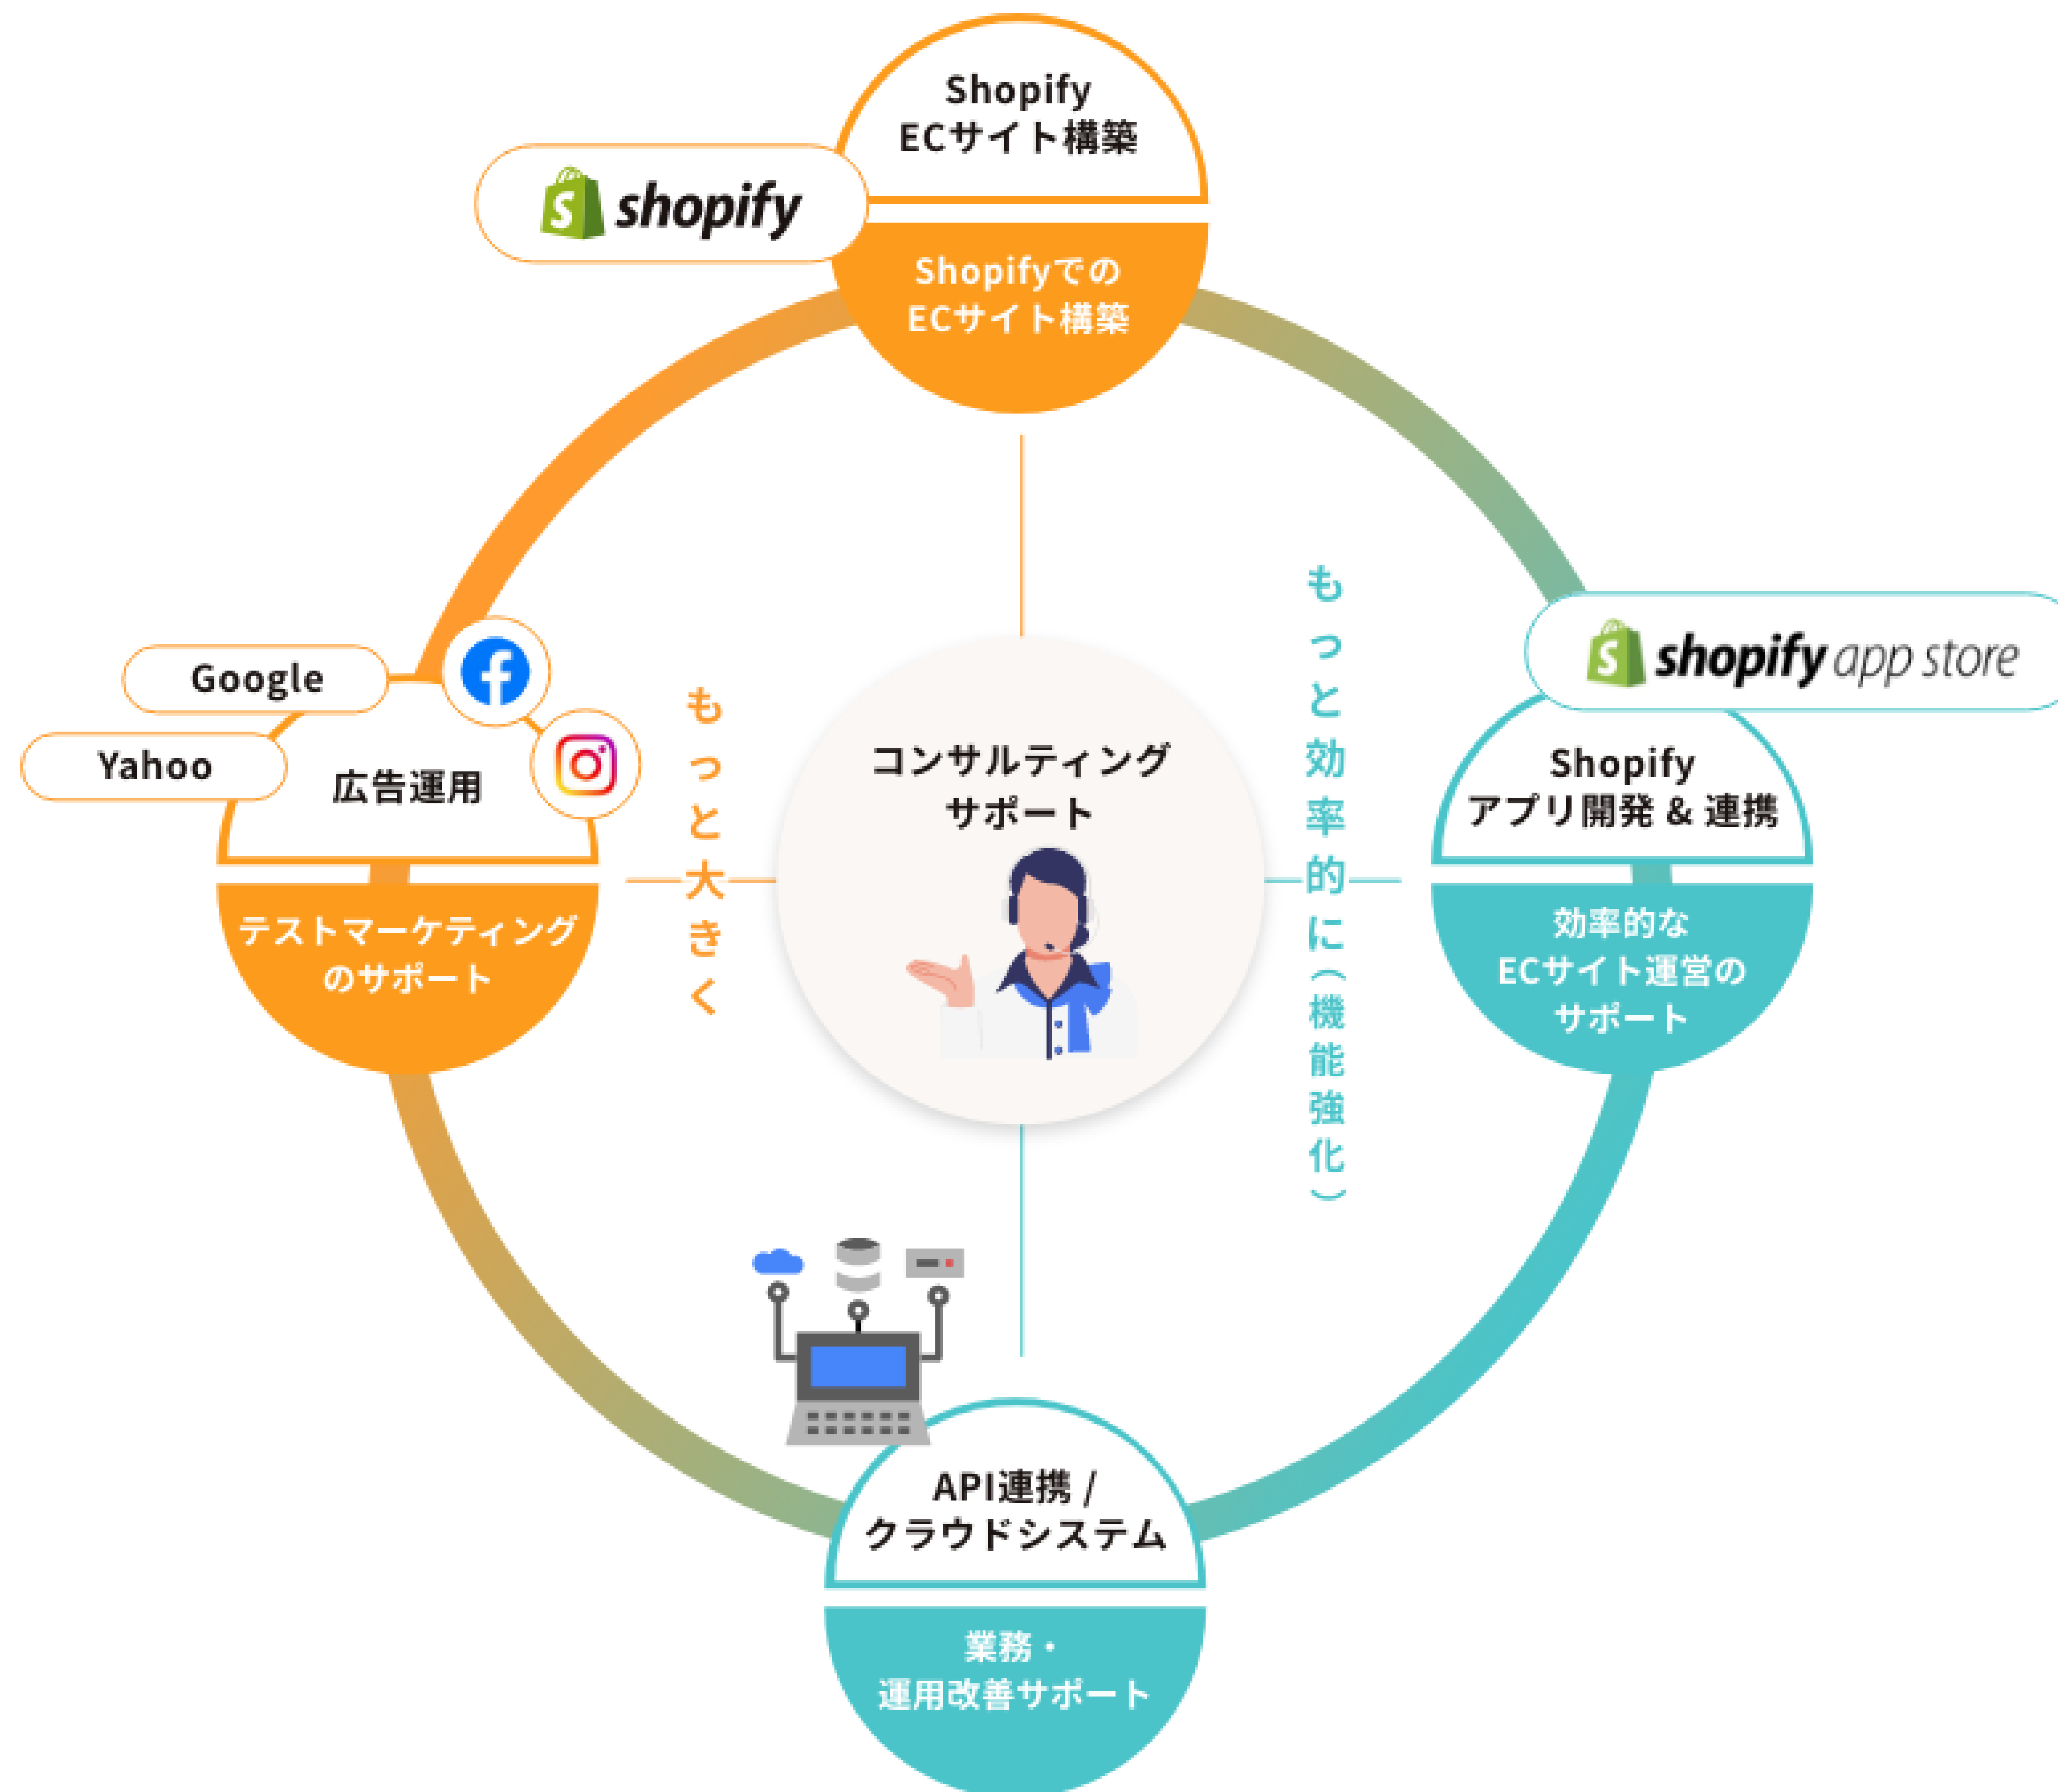 Shopify
ECサイト構築
shopify
Shopifyでの
ECサイト構築
Google
Yahoo
広告運用
テストマーケティング
のサポート
もっと大きく
コンサルティング
サポート
もっと効率的に（機能強化）
shopify app store
Shopify
アプリ開発 & 連携
効率的な
ECサイト運営の
サポート
API連携 /
クラウドシステム
業務・
運用改善サポート